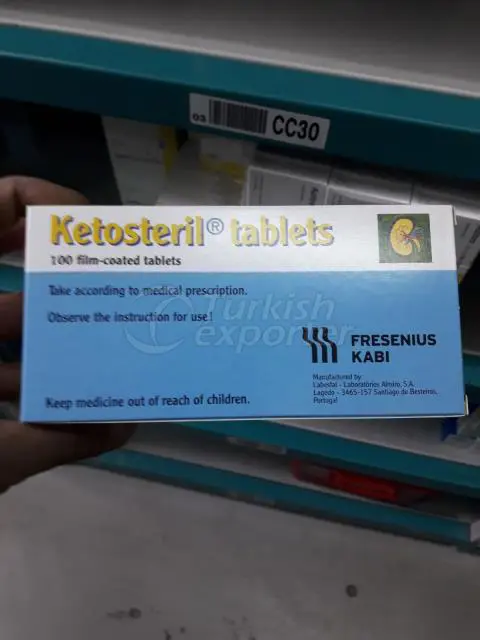 03
CC30
Ketosteril® tablets
100 film-coated tablets
Take according to medical prescription.
Observe the instruction for use!
Turkish
exporter
FRESENIUS
KABI
Manufactured by
Labesfal - Laboratórios Almiro, S.A.
Lagedo - 3465-157 Santiago de Besteiros,
Portugal
Keep medicine out of reach of children.